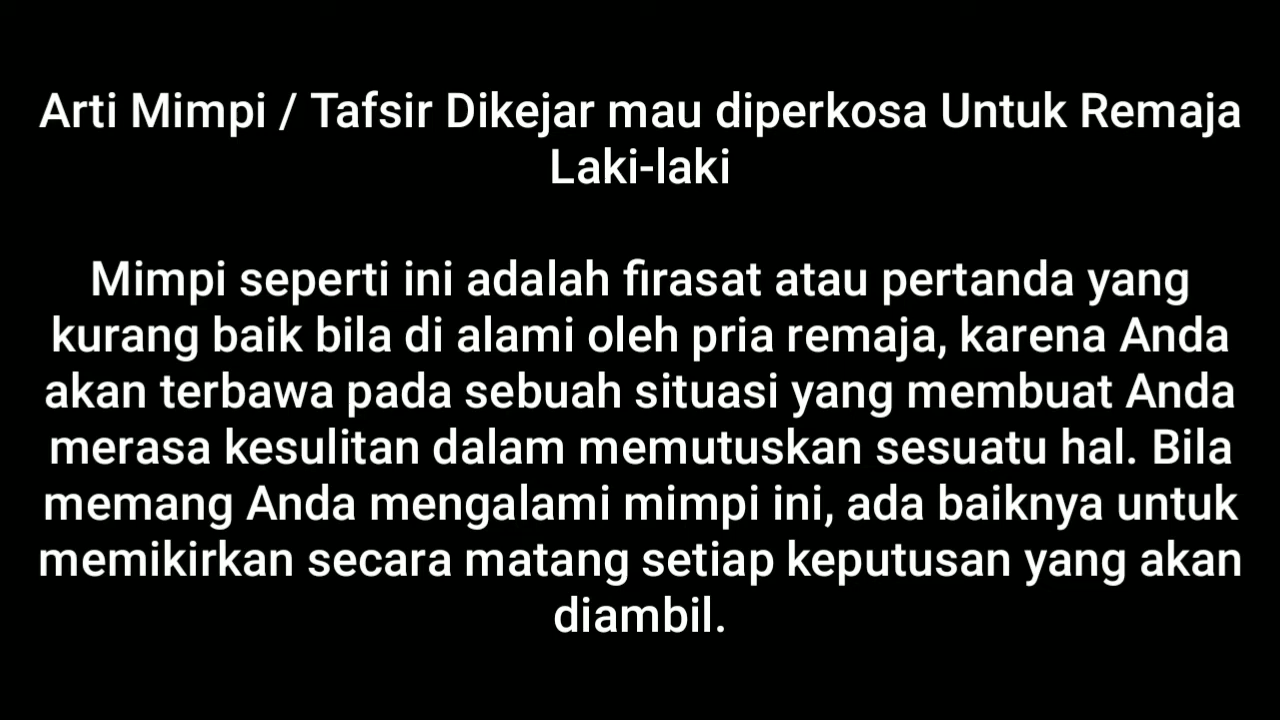 Arti Mimpi / Tafsir Dikejar mau diperkosa Untuk Remaja
Laki-laki
Mimpi seperti ini adalah firasat atau pertanda yang
kurang baik bila di alami oleh pria remaja, karena Anda
akan terbawa pada sebuah situasi yang membuat Anda
merasa kesulitan dalam memutuskan sesuatu hal. Bila
memang Anda mengalami mimpi ini, ada baiknya untuk
memikirkan secara matang setiap keputusan yang akan
diambil.